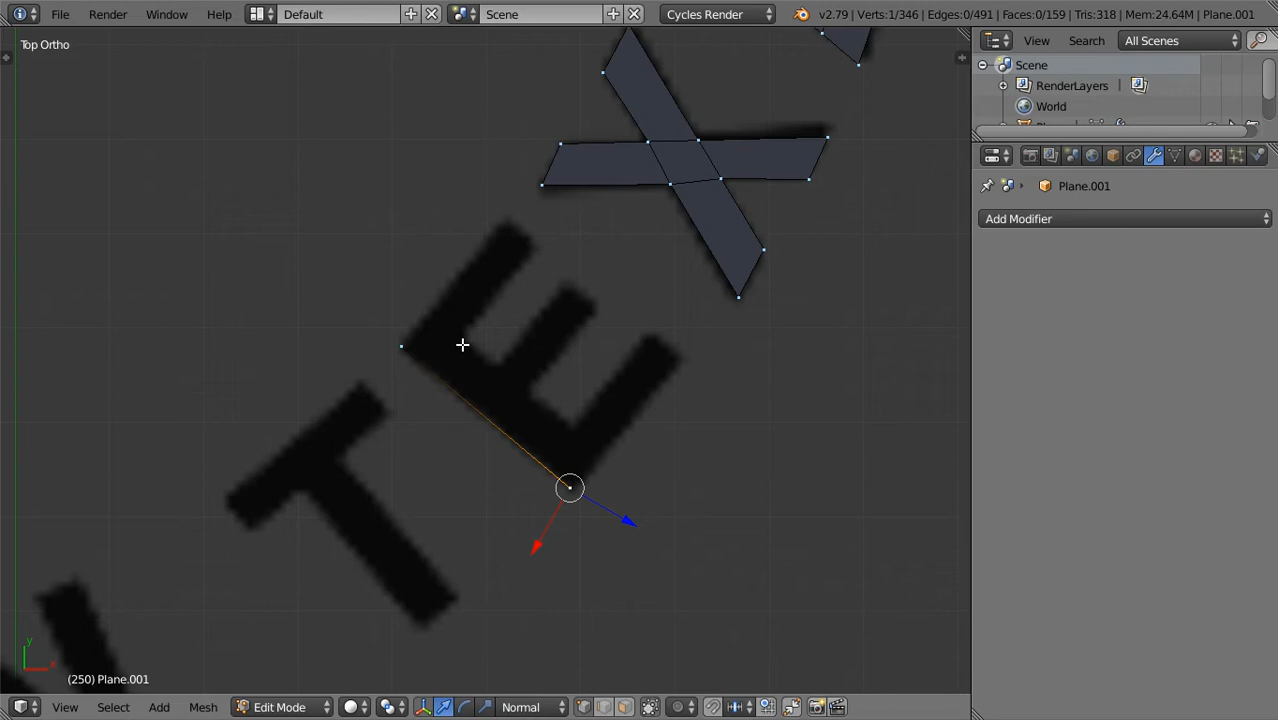 File Render Window Help Default Scene Cycles Render v2.79 | Verts:1/346 | Edges:0/491 | Faces:0/159 | Tris:318 | Mem:24.64M | Plane.001
Top Ortho
View Search All Scenes
Scene
RenderLayers
World
Plane.001
Add Modifier
X
E
T
y
x
(250) Plane.001
View Select Add Mesh Edit Mode Normal